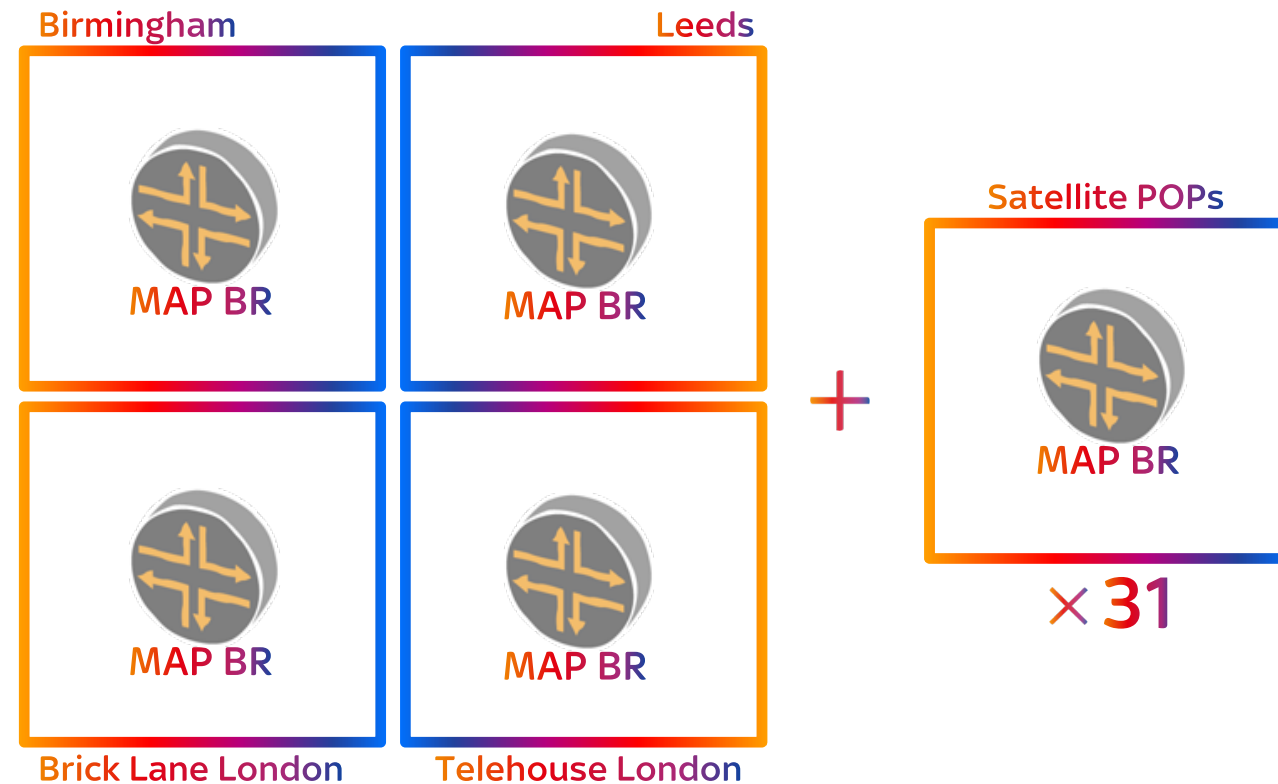 Birmingham
Leeds
MAP BR
MAP BR
Satellite POPs
MAP BR
+
× 31
MAP BR
MAP BR
Brick Lane London
Telehouse London